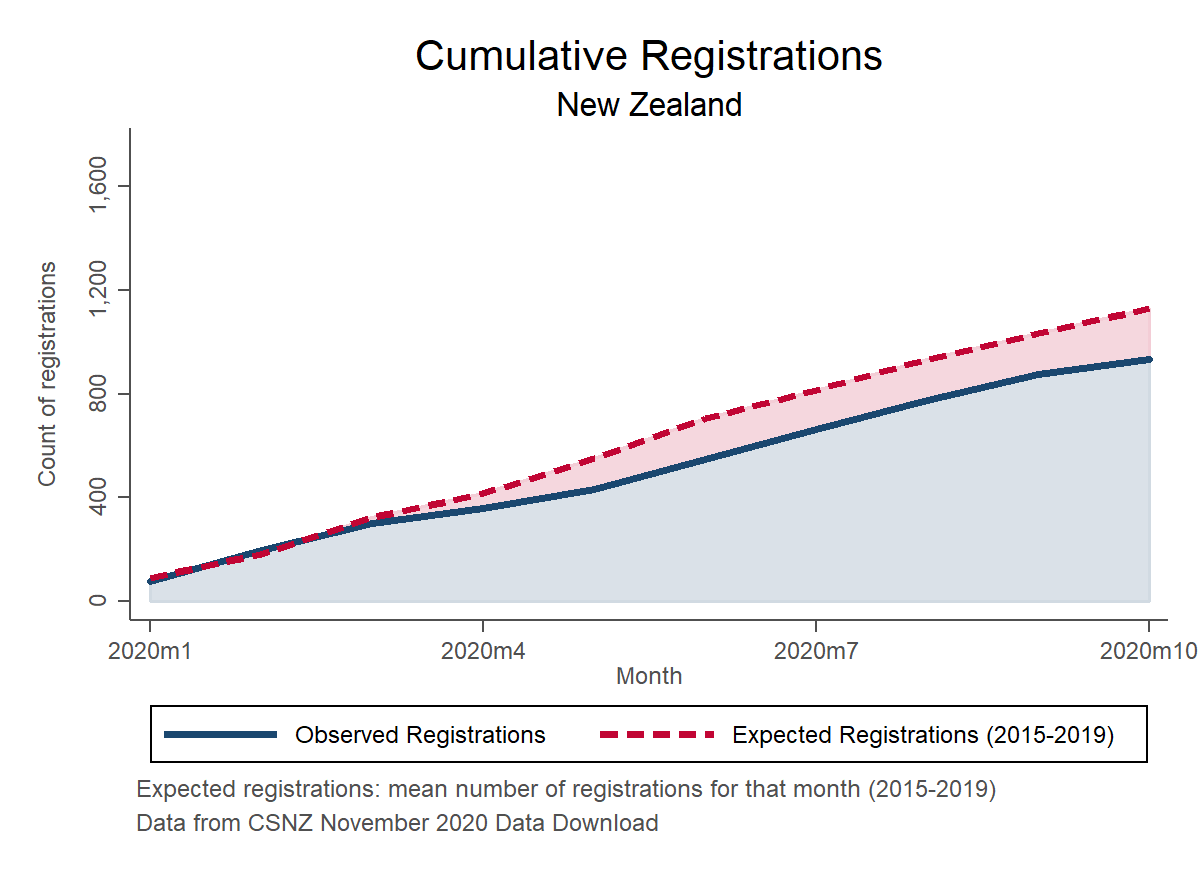 Cumulative Registrations
New Zealand
Count of registrations
1,600
1,200
800
400
0
2020m1 2020m4 2020m7 2020m10
Month
Observed Registrations Expected Registrations (2015-2019)
Expected registrations: mean number of registrations for that month (2015-2019)
Data from CSNZ November 2020 Data Download